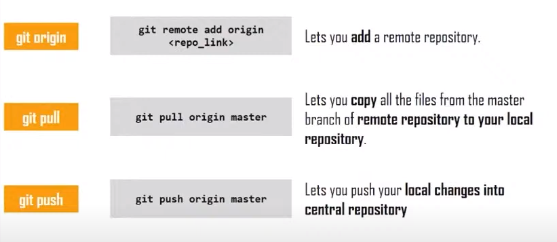 git origin
git remote add origin
<repo_link>
Lets you add a remote repository.
git pull
git pull origin master
Lets you copy all the files from the master
branch of remote repository to your local
repository.
git push
git push origin master
Lets you push your local changes into
central repository